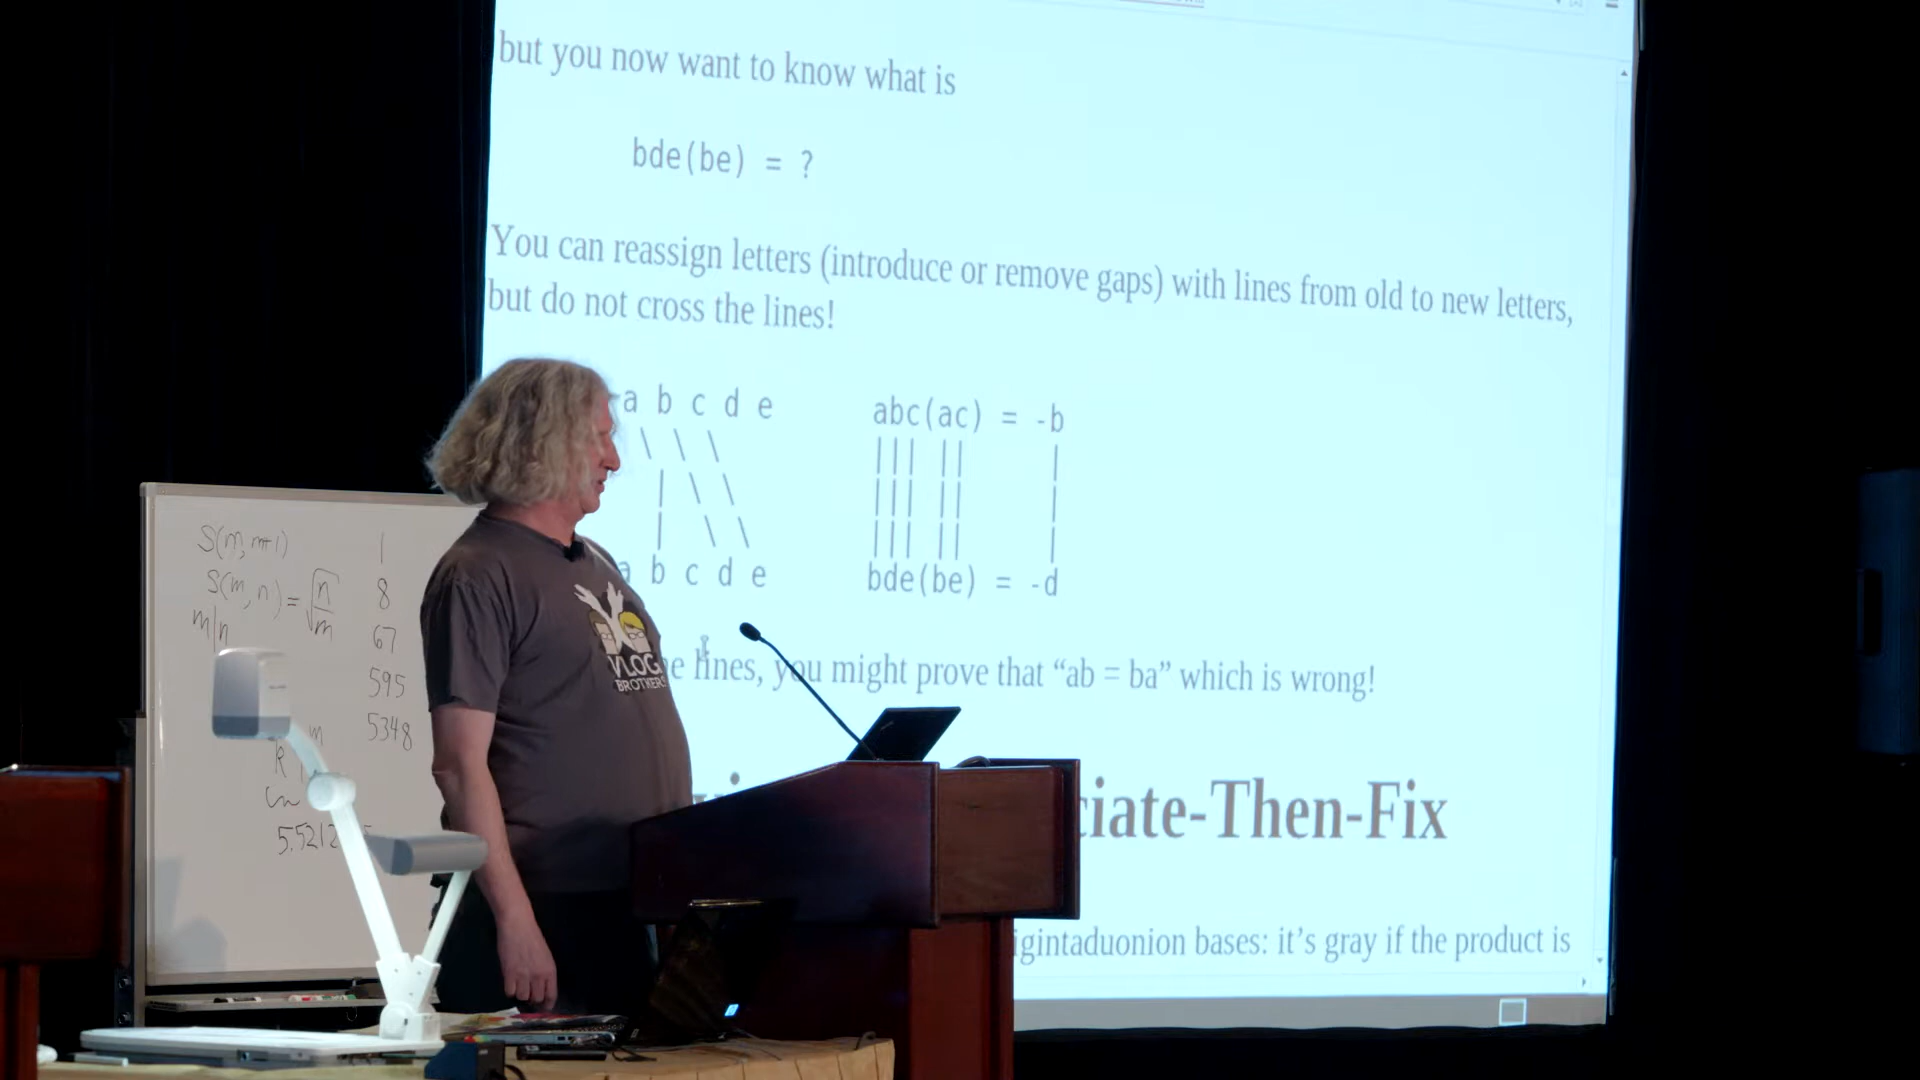 but you now want to know what is
bde(be) = ?
You can reassign letters (introduce or remove gaps) with lines from old to new letters,
but do not cross the lines!
a b c d e
abc(ac) = -b
a b c d e
bde(be) = -d
lines, you might prove that “ab = ba” which is wrong!
-Then-Fix
bases: it’s gray if the product is
S(m, m+1)
S(m, n) = √n/m
m|n
1
8
67
595
5348
VLOG
BROTHERS